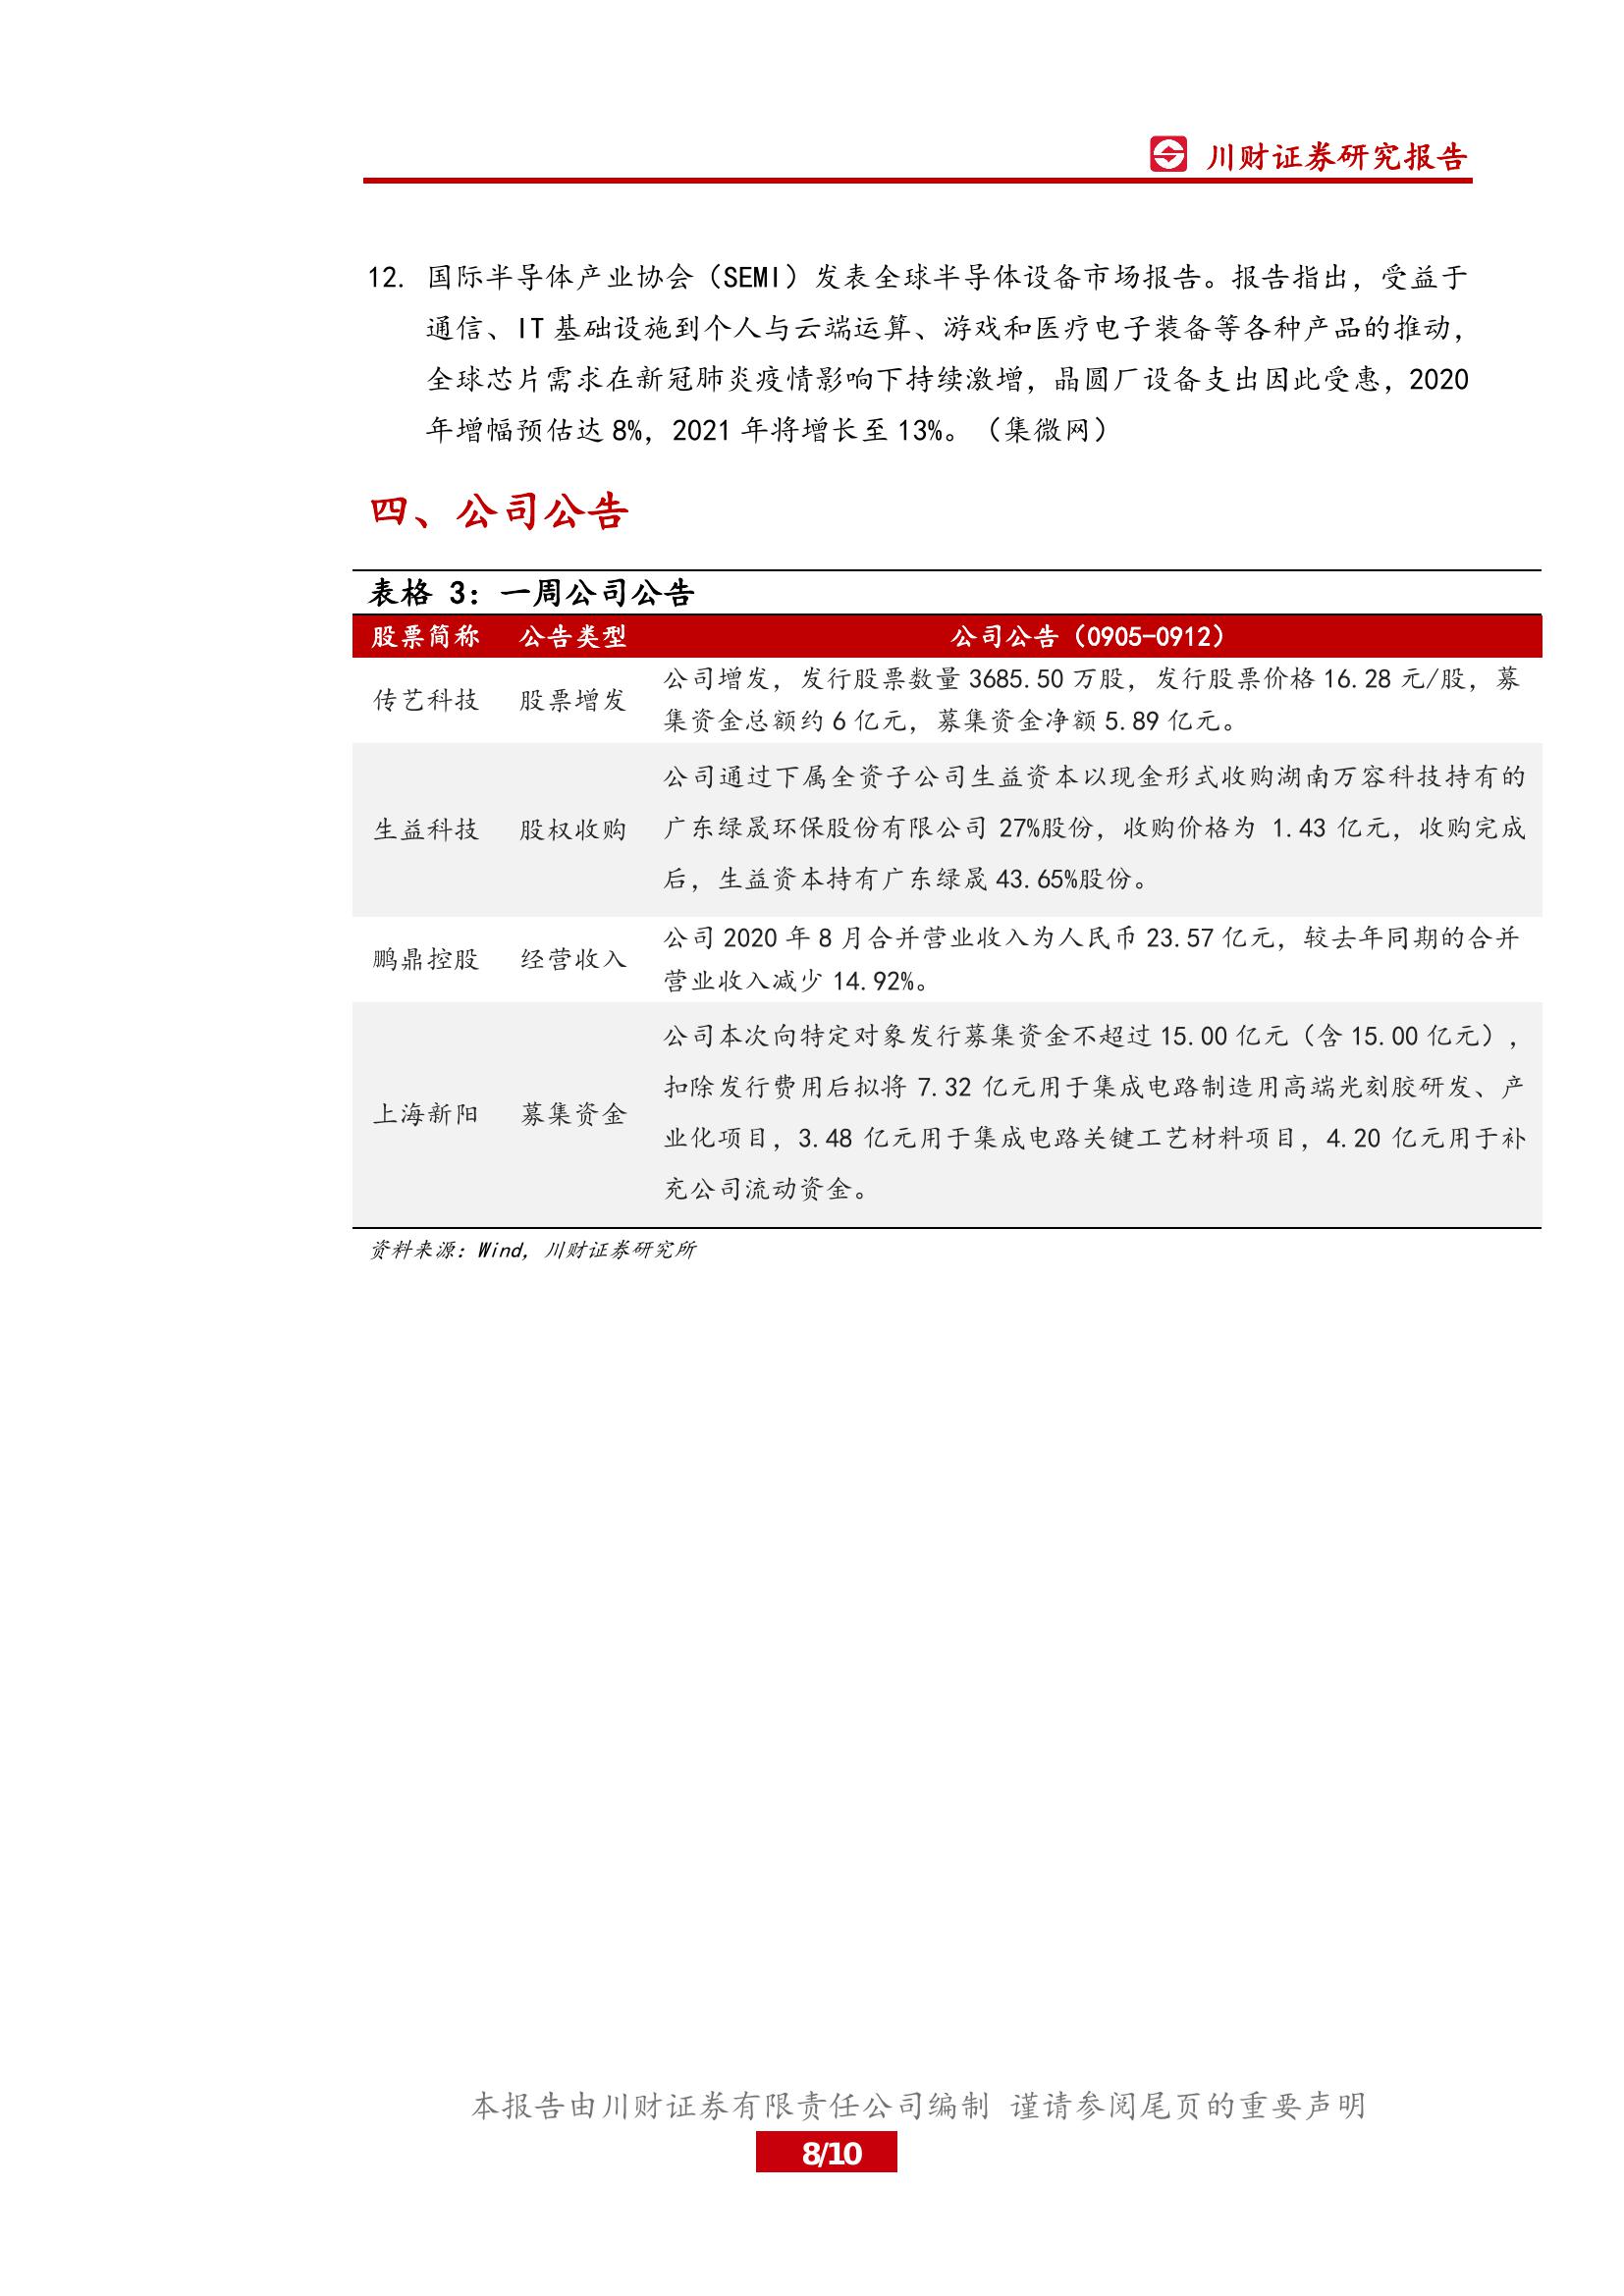 川财证券研究报告
12. 国际半导体产业协会（SEMI）发表全球半导体设备市场报告。报告指出，受益于
通信、IT 基础设施到个人与云端运算、游戏和医疗电子装备等各种产品的推动，
全球芯片需求在新冠肺炎疫情影响下持续激增，晶圆厂设备支出因此受惠，2020
年增幅预估达 8%，2021 年将增长至 13%。（集微网）
四、公司公告
表格 3：一周公司公告
股票简称 公告类型 公司公告（0905-0912）
传艺科技 股票增发
公司增发，发行股票数量 3685.50 万股，发行股票价格 16.28 元/股，募
集资金总额约 6 亿元，募集资金净额 5.89 亿元。
生益科技 股权收购
公司通过下属全资子公司生益资本以现金形式收购湖南万容科技持有的
广东绿晟环保股份有限公司 27%股份，收购价格为 1.43 亿元，收购完成
后，生益资本持有广东绿晟 43.65%股份。
鹏鼎控股 经营收入
公司 2020 年 8 月合并营业收入为人民币 23.57 亿元，较去年同期的合并
营业收入减少 14.92%。
上海新阳 募集资金
公司本次向特定对象发行募集资金不超过 15.00 亿元（含 15.00 亿元），
扣除发行费用后拟将 7.32 亿元用于集成电路制造用高端光刻胶研发、产
业化项目，3.48 亿元用于集成电路关键工艺材料项目，4.20 亿元用于补
充公司流动资金。
资料来源：Wind，川财证券研究所
本报告由川财证券有限责任公司编制 谨请参阅尾页的重要声明
8/10